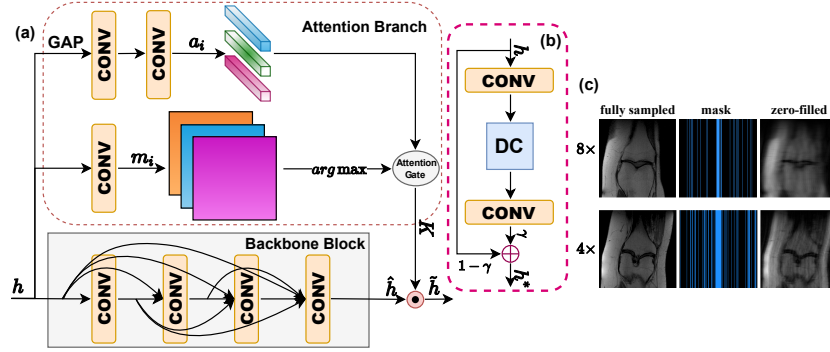 (a)
GAP
CONV
CONV
a_i
Attention Branch
CONV
m_i
arg max
Attention
Gate
K
Backbone Block
h
CONV
CONV
CONV
CONV
ĥ
h̃
(b)
h
CONV
DC
CONV
γ
1 − γ
h*
(c)
fully sampled
mask
zero-filled
8×
4×